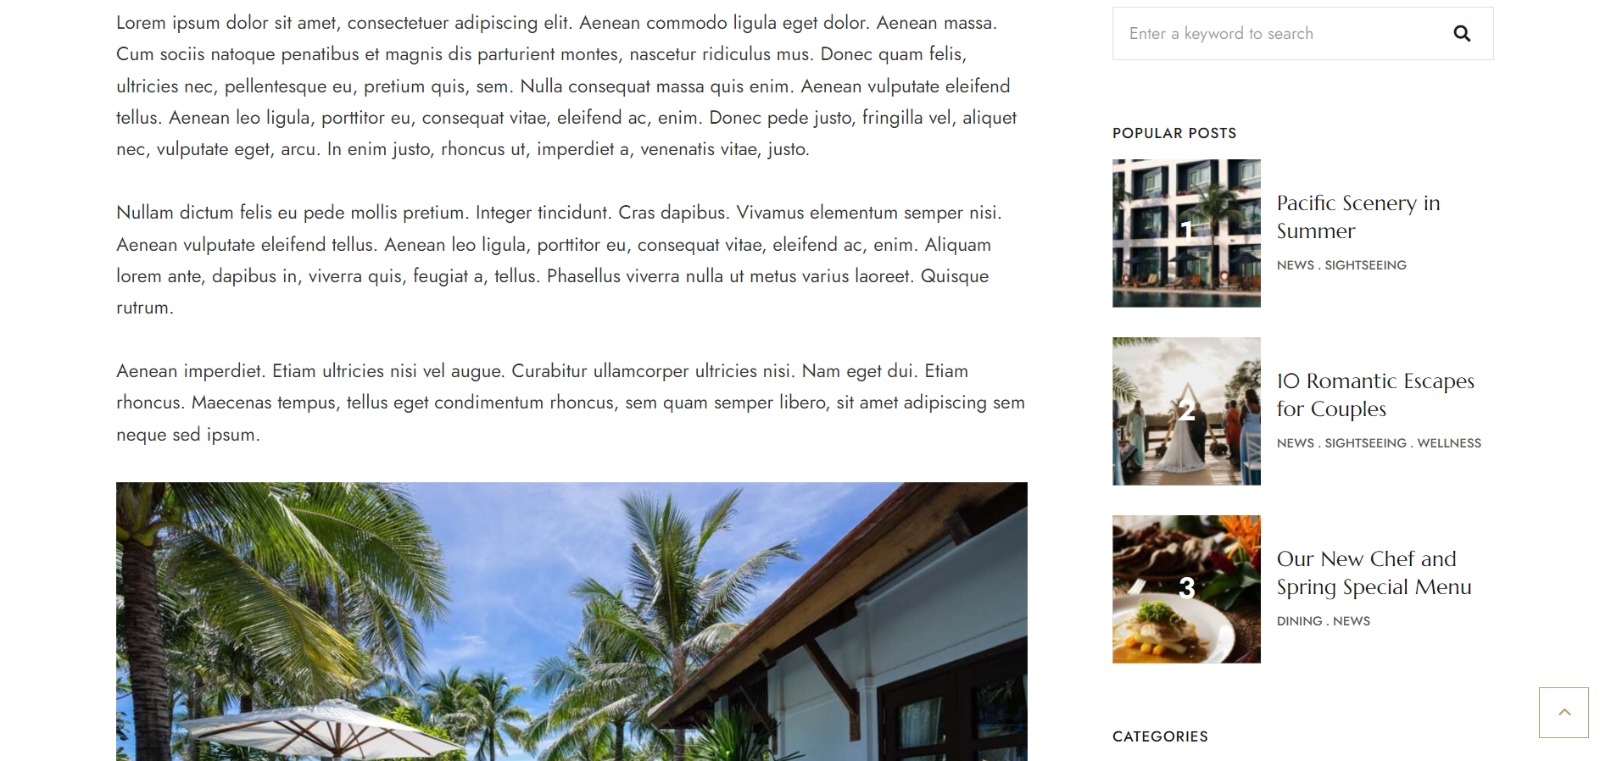 Lorem ipsum dolor sit amet, consectetuer adipiscing elit. Aenean commodo ligula eget dolor. Aenean massa.
Cum sociis natoque penatibus et magnis dis parturient montes, nascetur ridiculus mus. Donec quam felis,
ultricies nec, pellentesque eu, pretium quis, sem. Nulla consequat massa quis enim. Aenean vulputate eleifend
tellus. Aenean leo ligula, porttitor eu, consequat vitae, eleifend ac, enim. Donec pede justo, fringilla vel, aliquet
nec, vulputate eget, arcu. In enim justo, rhoncus ut, imperdiet a, venenatis vitae, justo.
Nullam dictum felis eu pede mollis pretium. Integer tincidunt. Cras dapibus. Vivamus elementum semper nisi.
Aenean vulputate eleifend tellus. Aenean leo ligula, porttitor eu, consequat vitae, eleifend ac, enim. Aliquam
lorem ante, dapibus in, viverra quis, feugiat a, tellus. Phasellus viverra nulla ut metus varius laoreet. Quisque
rutrum.
Aenean imperdiet. Etiam ultricies nisi vel augue. Curabitur ullamcorper ultricies nisi. Nam eget dui. Etiam
rhoncus. Maecenas tempus, tellus eget condimentum rhoncus, sem quam semper libero, sit amet adipiscing sem
neque sed ipsum.
Enter a keyword to search
POPULAR POSTS
1
Pacific Scenery in
Summer
NEWS . SIGHTSEEING
2
10 Romantic Escapes
for Couples
NEWS . SIGHTSEEING . WELLNESS
3
Our New Chef and
Spring Special Menu
DINING . NEWS
CATEGORIES